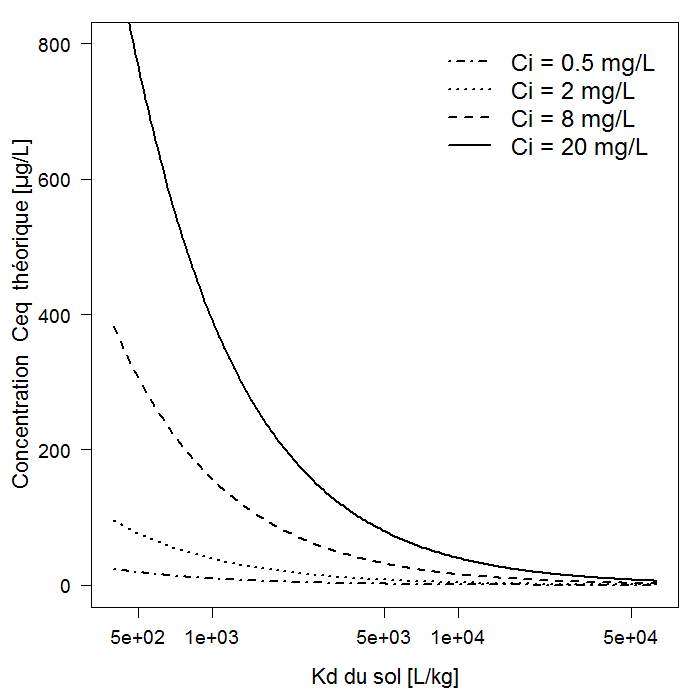 Ci = 0.5 mg/L
Ci = 2 mg/L
Ci = 8 mg/L
Ci = 20 mg/L
800
600
400
200
0
Concentration  Ceq  théorique [µg/L]
5e+02 1e+03 5e+03 1e+04 5e+04
Kd du sol [L/kg]